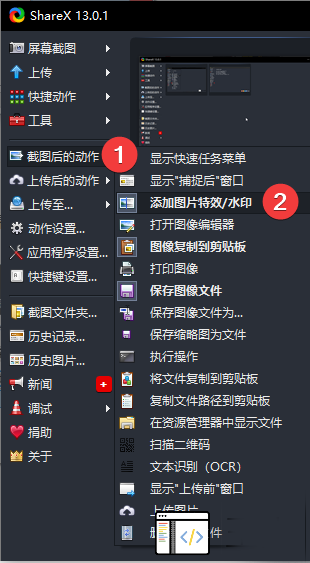 ShareX 13.0.1
屏幕截图
上传
快捷动作
工具
截图后的动作
1
上传后的动作
上传至...
动作设置...
应用程序设置...
快捷键设置...
截图文件夹...
历史记录...
历史图片...
新闻
调试
捐助
关于
显示快速任务菜单
显示"捕捉后"窗口
添加图片特效/水印
2
打开图像编辑器
图像复制到剪贴板
打印图像
保存图像文件
保存图像文件为...
保存缩略图为文件
执行操作
将文件复制到剪贴板
复制文件路径到剪贴板
在资源管理器中显示文件
扫描二维码
文本识别（OCR）
显示"上传前"窗口
上传图片
件